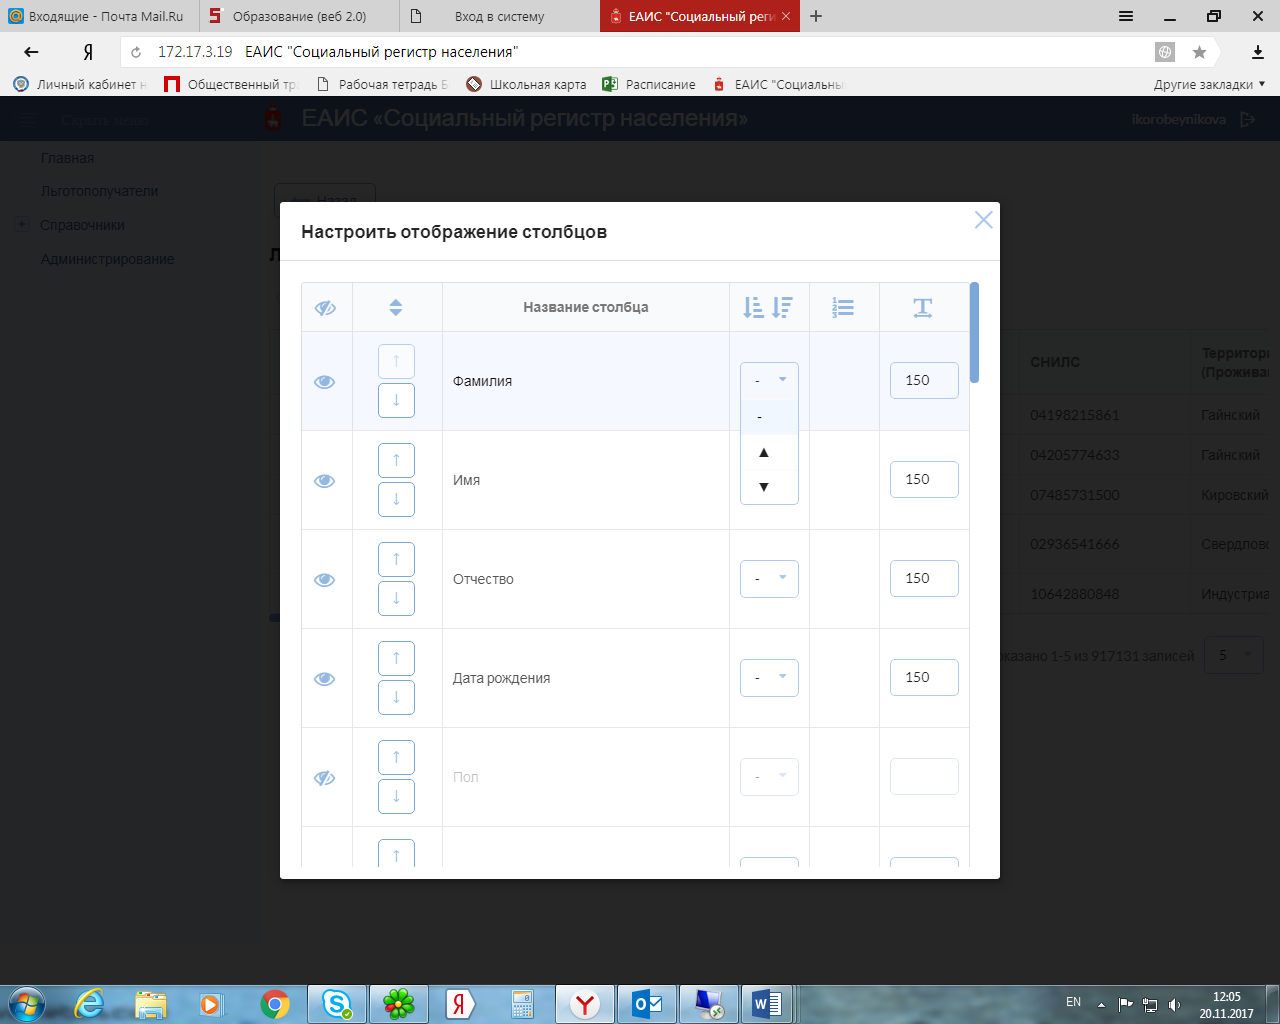 Входящие - Почта Mail.Ru
Образование (веб 2.0)
Вход в систему
ЕАИС "Социальный реги
Я
172.17.3.19 ЕАИС "Социальный регистр населения"
Личный кабинет н
Общественный тра
Рабочая тетрадь Б
Школьная карта
Расписание
ЕАИС "Социальны
Другие закладки
Скрыть меню
ЕАИС «Социальный регистр населения»
ikorobeynikova
Главная
Льготополучатели
Справочники
Администрирование
Назад
Настроить отображение столбцов
Название столбца
Фамилия
-
150
-
▲
▼
Имя
150
Отчество
-
150
Дата рождения
-
150
Пол
-
СНИЛС
Территори
(Прожива
04198215861
Гайнский
04205774633
Гайнский
07485731500
Кировский
02936541666
Свердлово
10642880848
Индустриа
казано 1-5 из 917131 записей
5
EN
12:05
20.11.2017